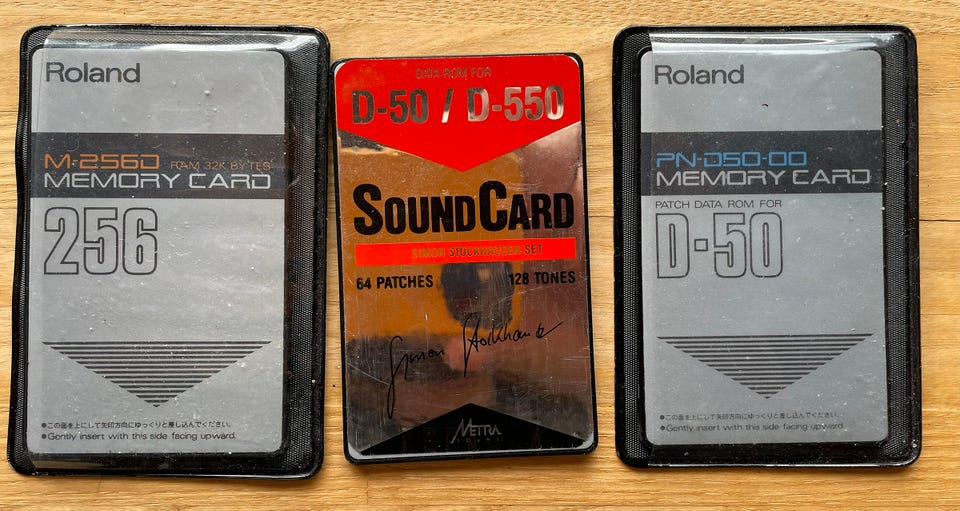 Roland
M-256D RAM 32K BYTES
MEMORY CARD
256
●この面を上にして矢印方向にゆっくりと差し込んでください。
●Gently insert with this side facing upward.
DATA ROM FOR
D-50 / D-550
SOUNDCARD
SIMON STOCKHAUSEN SET
64 PATCHES 128 TONES
Simon Stockhausen
METRA
SOUND
Roland
PN-D50-00
MEMORY CARD
PATCH DATA ROM FOR
D-50
●この面を上にして矢印方向にゆっくりと差し込んでください。
●Gently insert with this side facing upward.